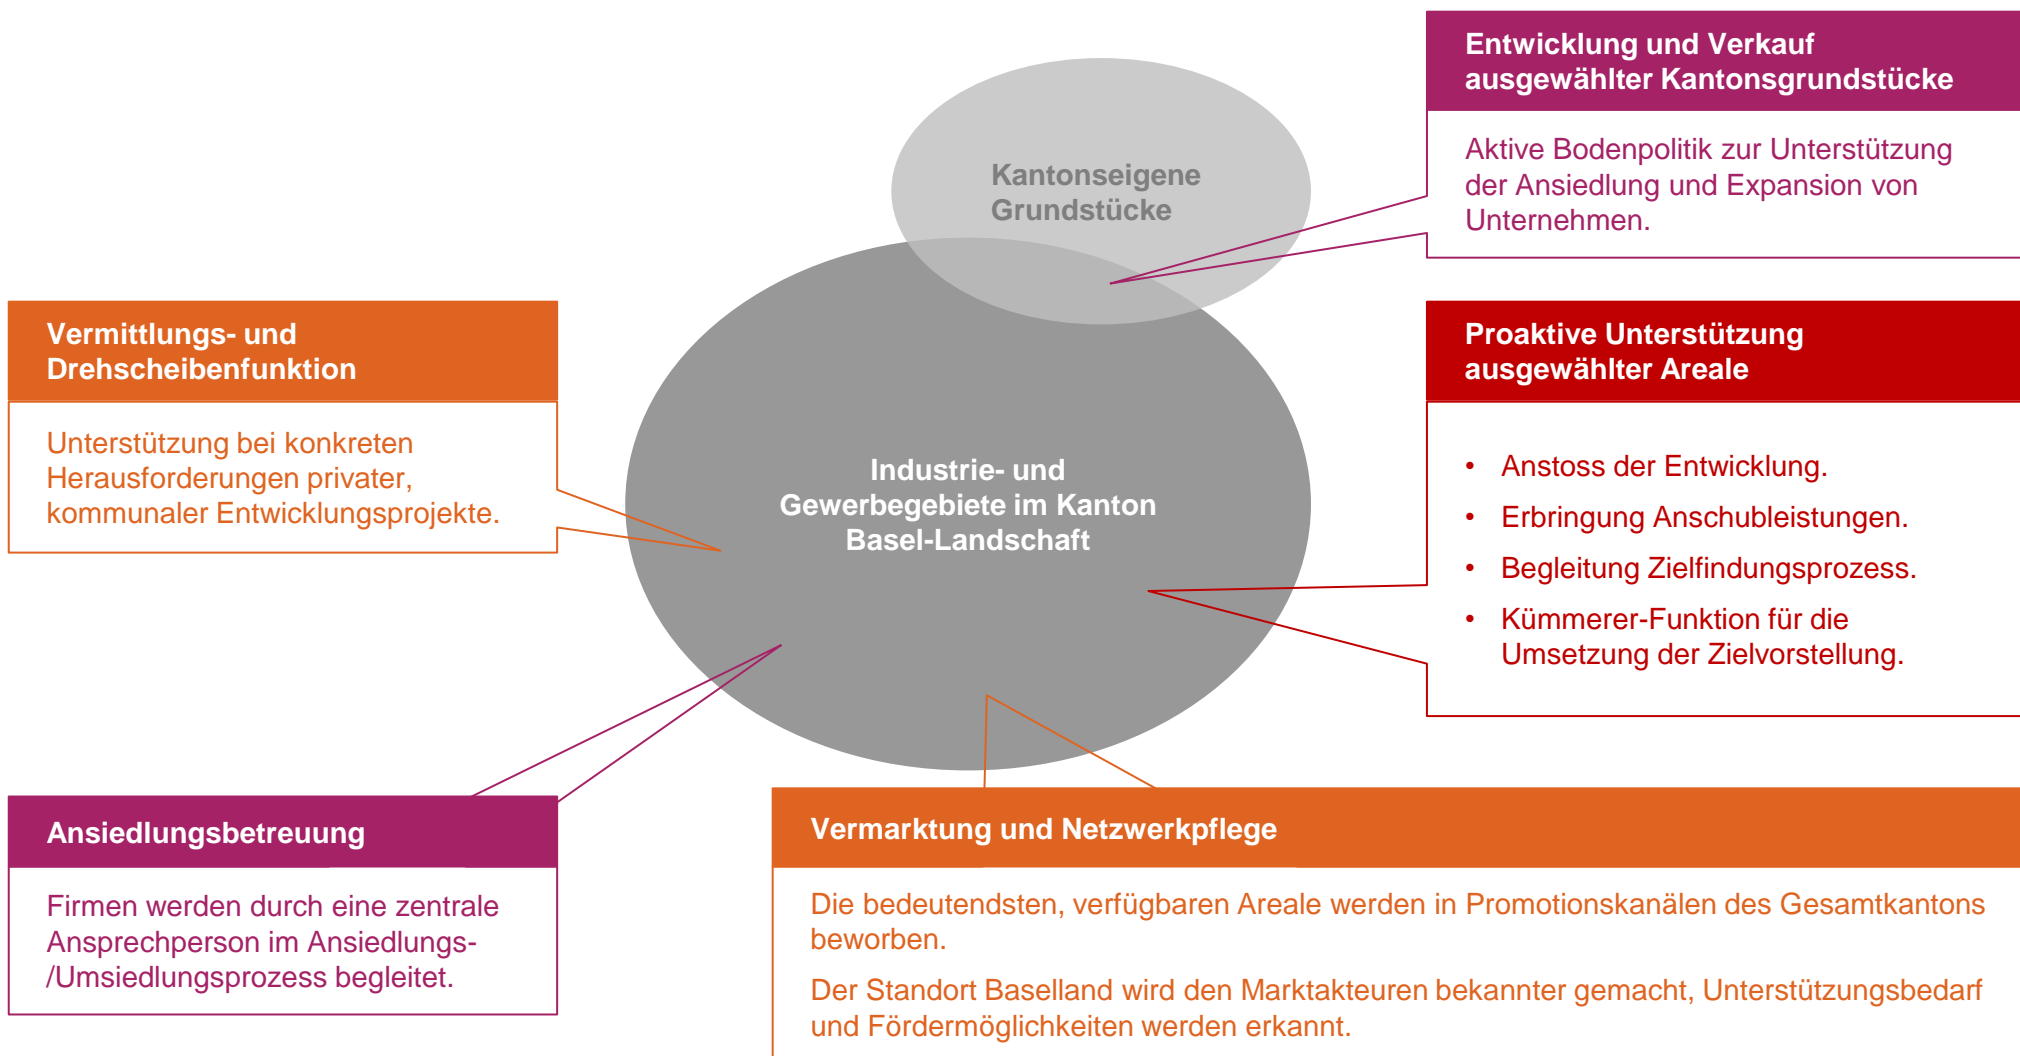 Entwicklung und Verkauf
ausgewählter Kantonsgrundstücke
Aktive Bodenpolitik zur Unterstützung
der Ansiedlung und Expansion von
Unternehmen.
Kantonseigene
Grundstücke
Vermittlungs- und
Drehscheibenfunktion
Unterstützung bei konkreten
Herausforderungen privater,
kommunaler Entwicklungsprojekte.
Industrie- und
Gewerbegebiete im Kanton
Basel-Landschaft
Proaktive Unterstützung
ausgewählter Areale
• Anstoss der Entwicklung.
• Erbringung Anschubleistungen.
• Begleitung Zielfindungsprozess.
• Kümmerer-Funktion für die
Umsetzung der Zielvorstellung.
Ansiedlungsbetreuung
Firmen werden durch eine zentrale
Ansprechperson im Ansiedlungs-
/Umsiedlungsprozess begleitet.
Vermarktung und Netzwerkpflege
Die bedeutendsten, verfügbaren Areale werden in Promotionskanälen des Gesamtkantons
beworben.
Der Standort Baselland wird den Marktakteuren bekannter gemacht, Unterstützungsbedarf
und Fördermöglichkeiten werden erkannt.